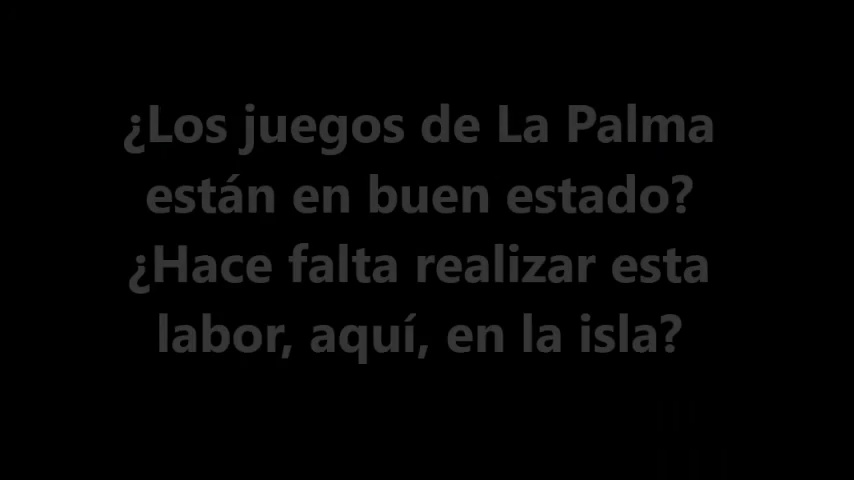 ¿Los juegos de La Palma
están en buen estado?
¿Hace falta realizar esta
labor, aquí, en la isla?